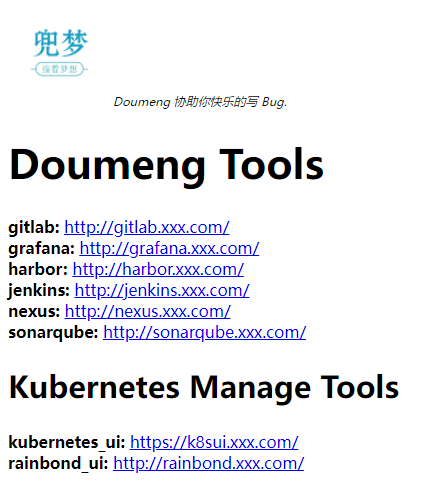 兜梦
兜着梦想
Doumeng 协助你快乐的写 Bug.
Doumeng Tools
gitlab: http://gitlab.xxx.com/
grafana: http://grafana.xxx.com/
harbor: http://harbor.xxx.com/
jenkins: http://jenkins.xxx.com/
nexus: http://nexus.xxx.com/
sonarqube: http://sonarqube.xxx.com/
Kubernetes Manage Tools
kubernetes_ui: https://k8sui.xxx.com/
rainbond_ui: http://rainbond.xxx.com/